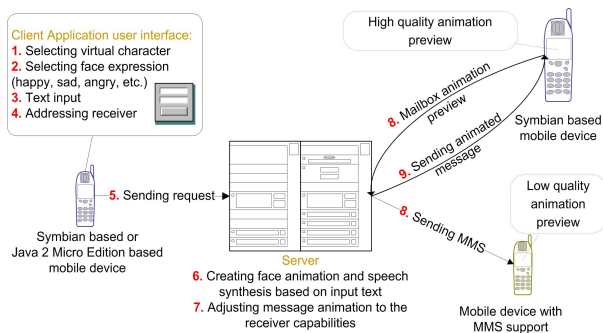 Client Application user interface:
1. Selecting virtual character
2. Selecting face expression
(happy, sad, angry, etc.)
3. Text input
4. Addressing receiver
Symbian based or
Java 2 Micro Edition based
mobile device
5. Sending request
Server
6. Creating face animation and speech
synthesis based on input text
7. Adjusting message animation to the
receiver capabilities
High quality animation
preview
8. Mailbox animation
preview
9. Sending animated
message
Symbian based
mobile device
8. Sending MMS
Low quality
animation
preview
Mobile device with
MMS support